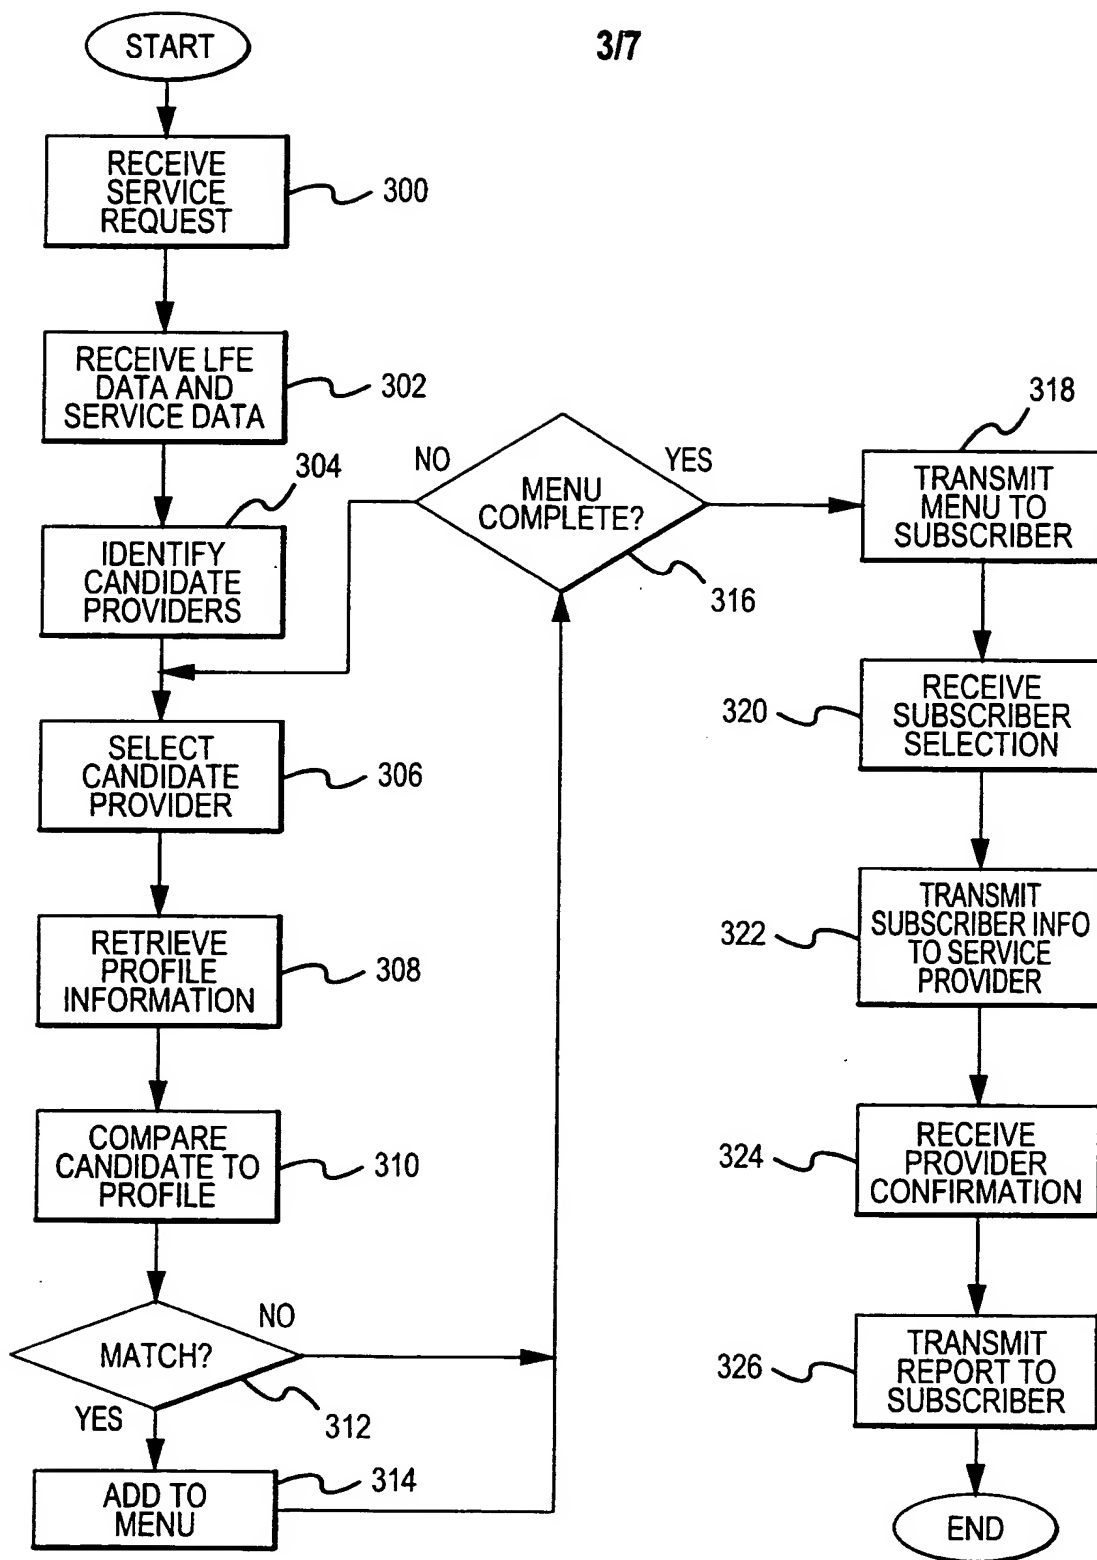 3/7
START
RECEIVE
SERVICE
REQUEST
300
RECEIVE LFE
DATA AND
SERVICE DATA
302
304
IDENTIFY
CANDIDATE
PROVIDERS
SELECT
CANDIDATE
PROVIDER
306
RETRIEVE
PROFILE
INFORMATION
308
COMPARE
CANDIDATE TO
PROFILE
310
MATCH?
NO
YES
312
ADD TO
MENU
314
NO
MENU
COMPLETE?
YES
316
318
TRANSMIT
MENU TO
SUBSCRIBER
320
RECEIVE
SUBSCRIBER
SELECTION
322
TRANSMIT
SUBSCRIBER INFO
TO SERVICE
PROVIDER
324
RECEIVE
PROVIDER
CONFIRMATION
326
TRANSMIT
REPORT TO
SUBSCRIBER
END